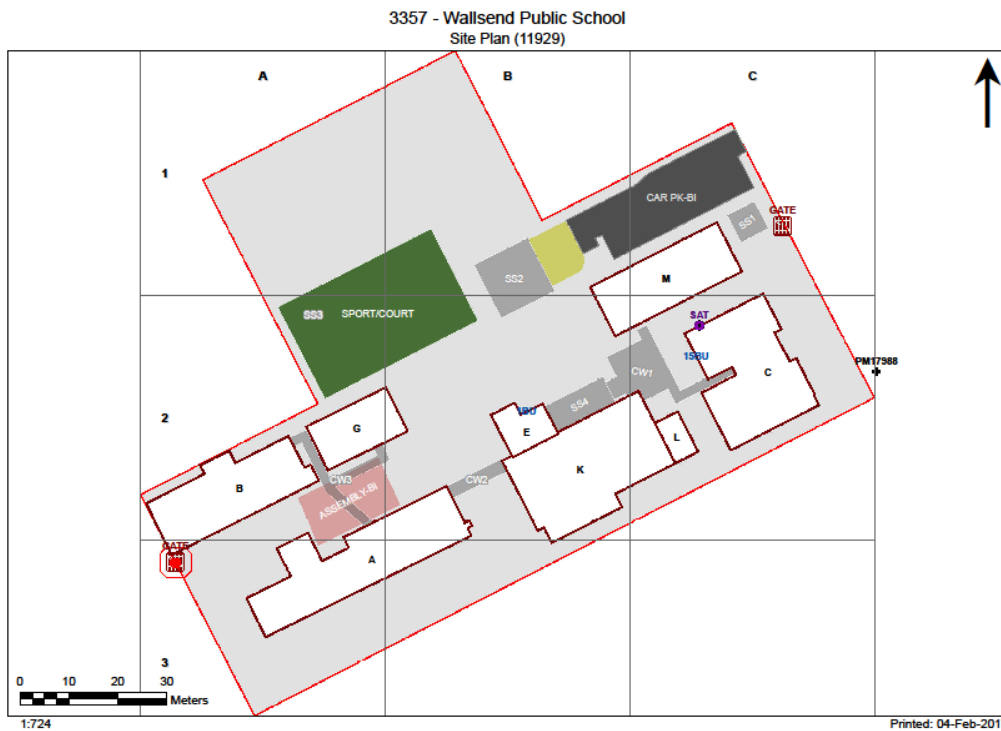 3357 - Wallsend Public School
Site Plan (11929)
A
B
C
1
CAR PK-BI
GATE
SS1
SS2
M
SS3 SPORT/COURT
SAT
15BU
PM17988
CW1
C
SS4
E
G
L
K
B
CW3
CW2
ASSEMBLY-BI
2
GATE
A
3
0 10 20 30
Meters
1:724
Printed: 04-Feb-201